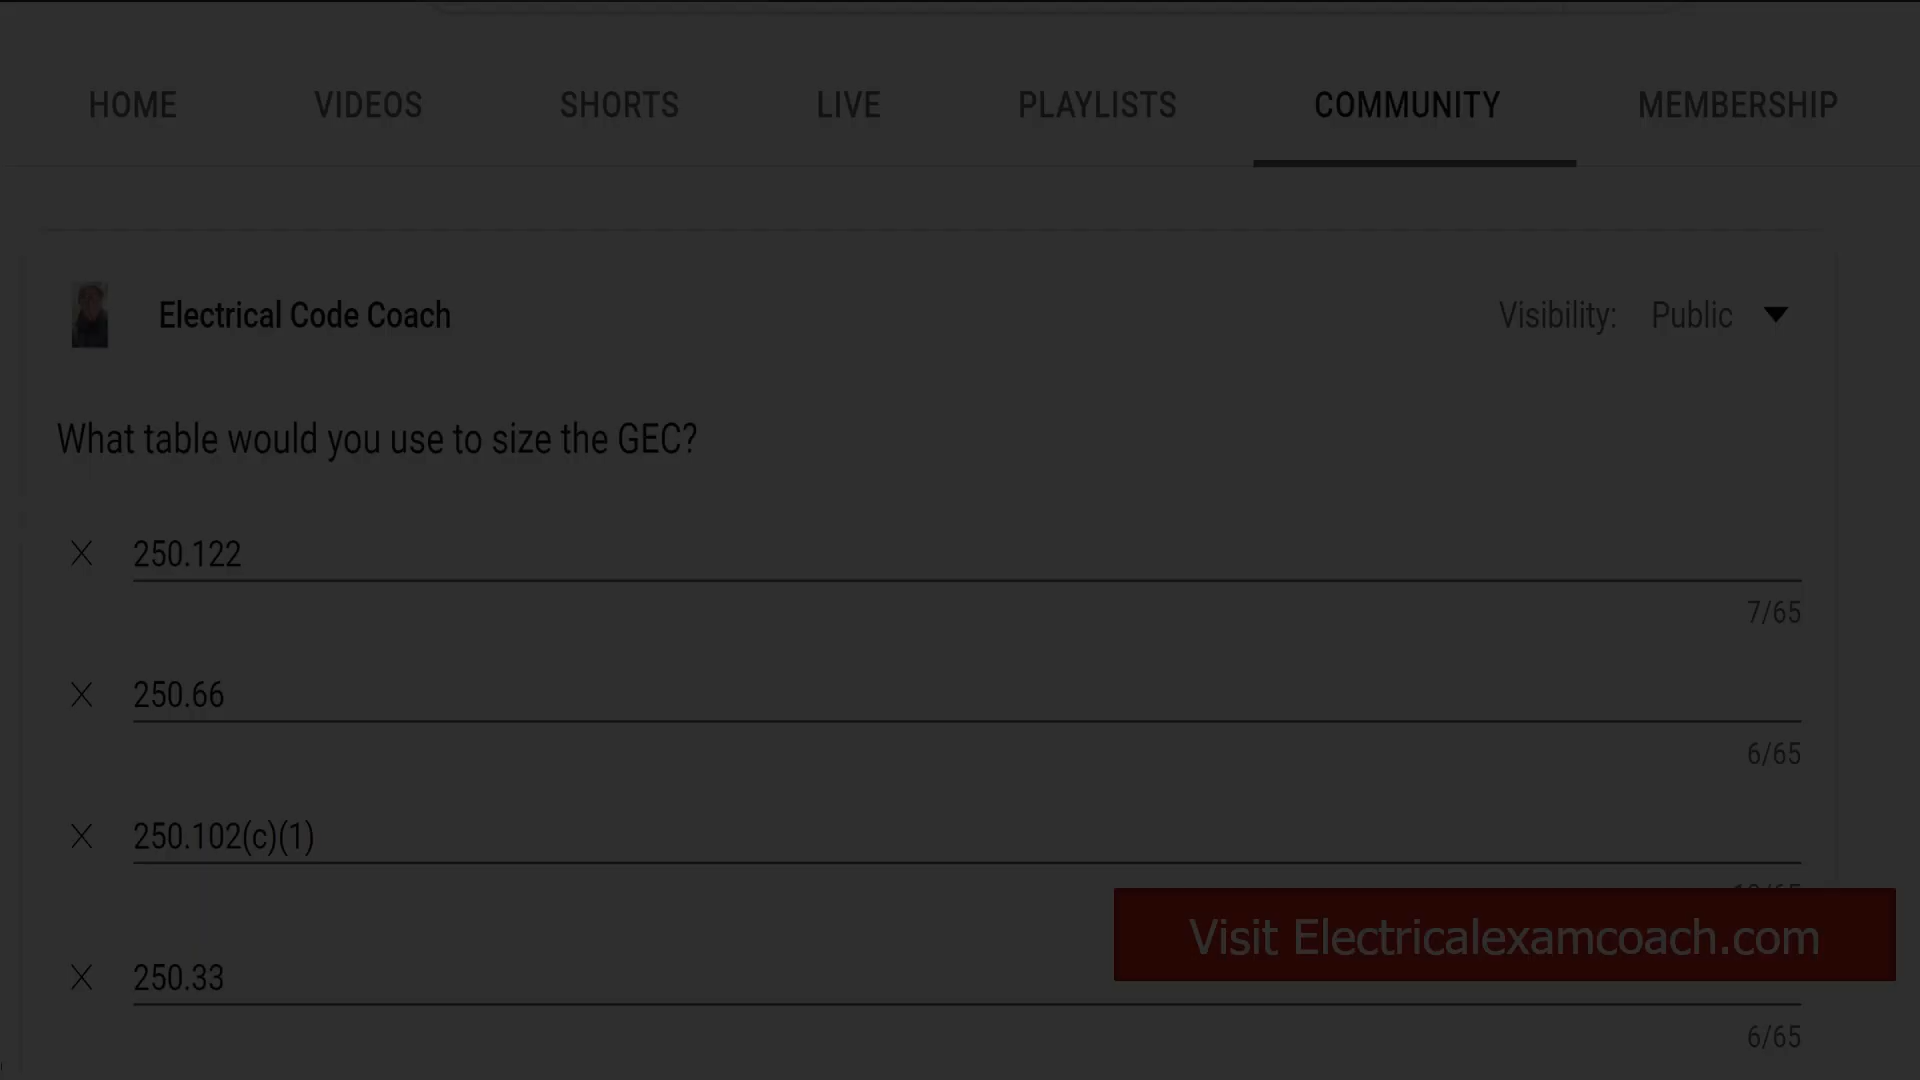 HOME VIDEOS SHORTS LIVE PLAYLISTS COMMUNITY MEMBERSHIP
Electrical Code Coach Visibility: Public
What table would you use to size the GEC?
250.122
7/65
250.66
6/65
250.102(c)(1)
Visit Electricalexamcoach.com
250.33
6/65